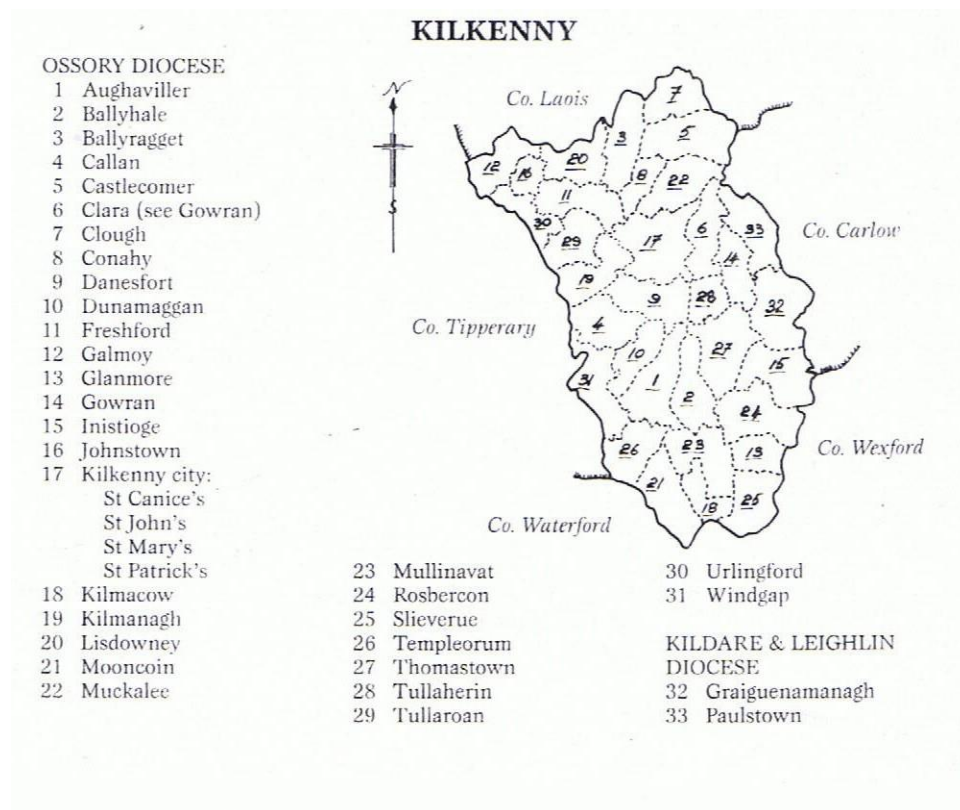 KILKENNY
OSSORY DIOCESE
1 Aughaviller
2 Ballyhale
3 Ballyragget
4 Callan
5 Castlecomer
6 Clara (see Gowran)
7 Clough
8 Conahy
9 Danesfort
10 Dunamaggan
11 Freshford
12 Galmoy
13 Glanmore
14 Gowran
15 Inistioge
16 Johnstown
17 Kilkenny city:
St Canice's
St John's
St Mary's
St Patrick's
18 Kilmacow
19 Kilmanagh
20 Lisdowney
21 Mooncoin
22 Muckalee
23 Mullinavat
24 Rosbercon
25 Slieverue
26 Templeorum
27 Thomastown
28 Tullaherin
29 Tullaroan
30 Urlingford
31 Windgap
KILDARE & LEIGHLIN
DIOCESE
32 Graiguenamanagh
33 Paulstown
N
S
Co. Laois
Co. Carlow
Co. Tipperary
Co. Wexford
Co. Waterford
7
3
5
12
16
20
8
22
11
30
29
17
6
33
14
19
9
28
32
4
10
27
15
31
1
2
24
26
23
13
21
18
25